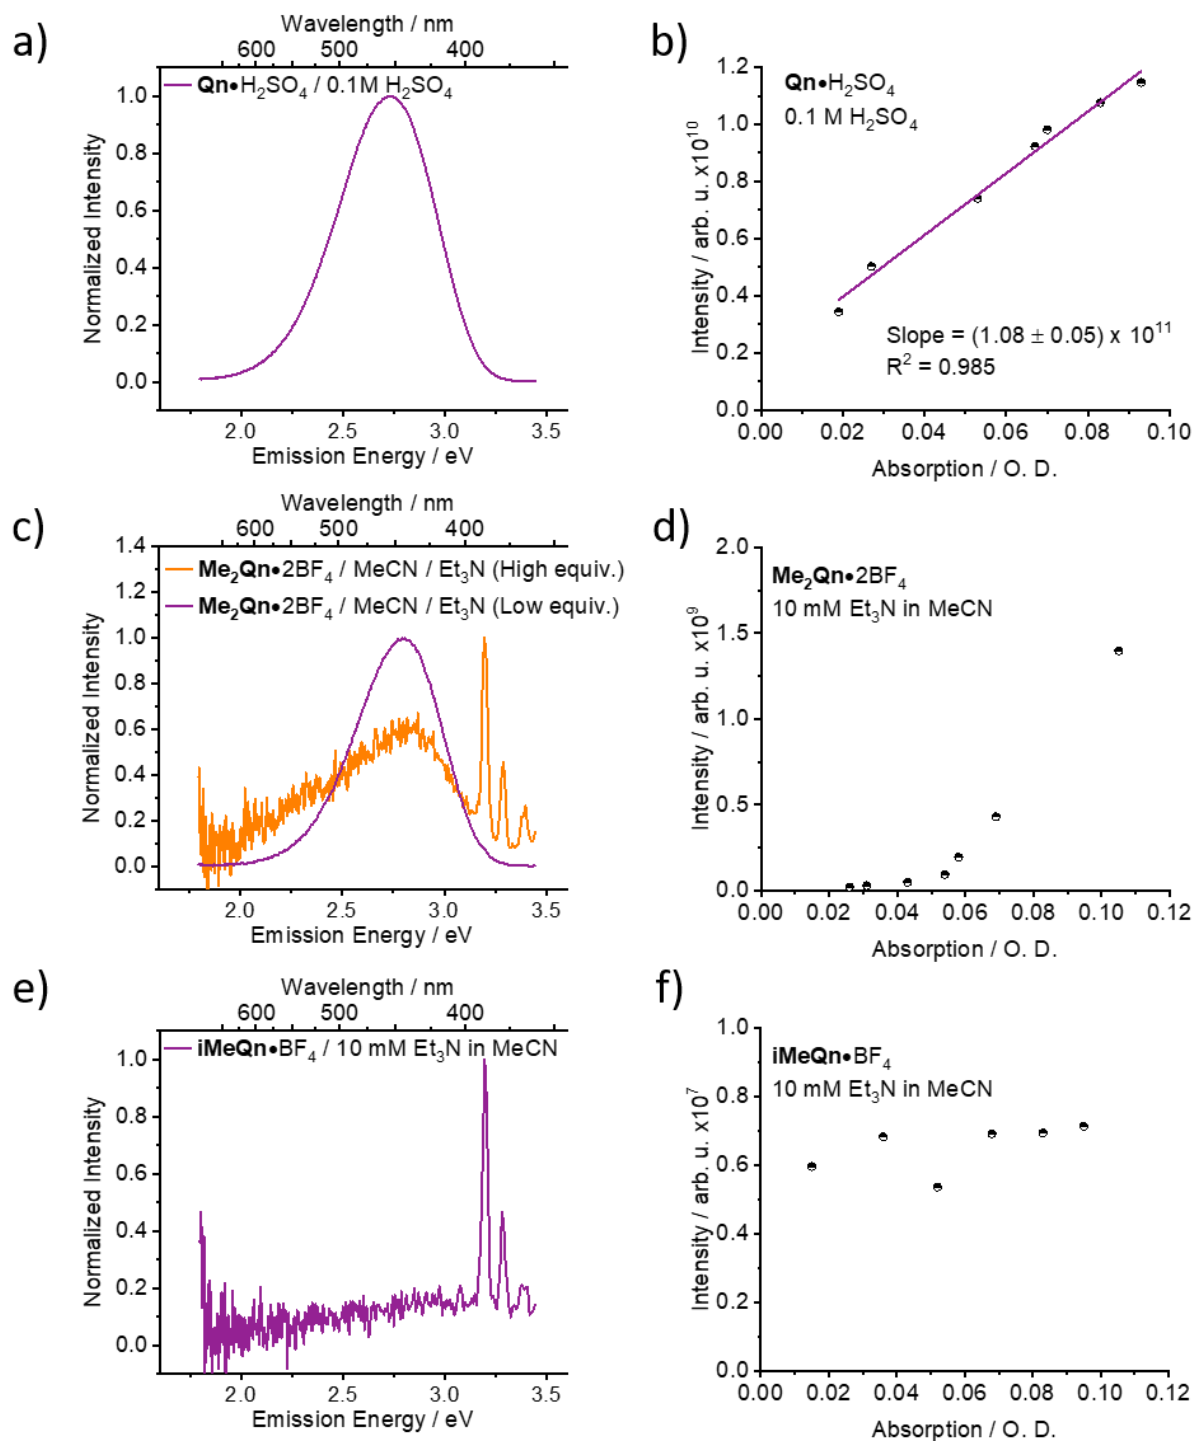 a)
Wavelength / nm
600 500 400
Qn•H₂SO₄ / 0.1M H₂SO₄
Normalized Intensity
1.0
0.8
0.6
0.4
0.2
0.0
2.0 2.5 3.0 3.5
Emission Energy / eV
b)
Qn•H₂SO₄
0.1 M H₂SO₄
Intensity / arb. u. x10¹⁰
1.2
1.0
0.8
0.6
0.4
0.2
0.0
Slope = (1.08 ± 0.05) x 10¹¹
R² = 0.985
0.00 0.02 0.04 0.06 0.08 0.10
Absorption / O. D.
c)
Wavelength / nm
600 500 400
Me₂Qn•2BF₄ / MeCN / Et₃N (High equiv.)
Me₂Qn•2BF₄ / MeCN / Et₃N (Low equiv.)
Normalized Intensity
1.4
1.2
1.0
0.8
0.6
0.4
0.2
0.0
2.0 2.5 3.0 3.5
Emission Energy / eV
d)
Me₂Qn•2BF₄
10 mM Et₃N in MeCN
Intensity / arb. u. x10⁹
2.0
1.5
1.0
0.5
0.0
0.00 0.02 0.04 0.06 0.08 0.10 0.12
Absorption / O. D.
e)
Wavelength / nm
600 500 400
iMeQn•BF₄ / 10 mM Et₃N in MeCN
Normalized Intensity
1.0
0.8
0.6
0.4
0.2
0.0
2.0 2.5 3.0 3.5
Emission Energy / eV
f)
iMeQn•BF₄
10 mM Et₃N in MeCN
Intensity / arb. u. x10⁷
1.0
0.8
0.6
0.4
0.2
0.0
0.00 0.02 0.04 0.06 0.08 0.10 0.12
Absorption / O. D.